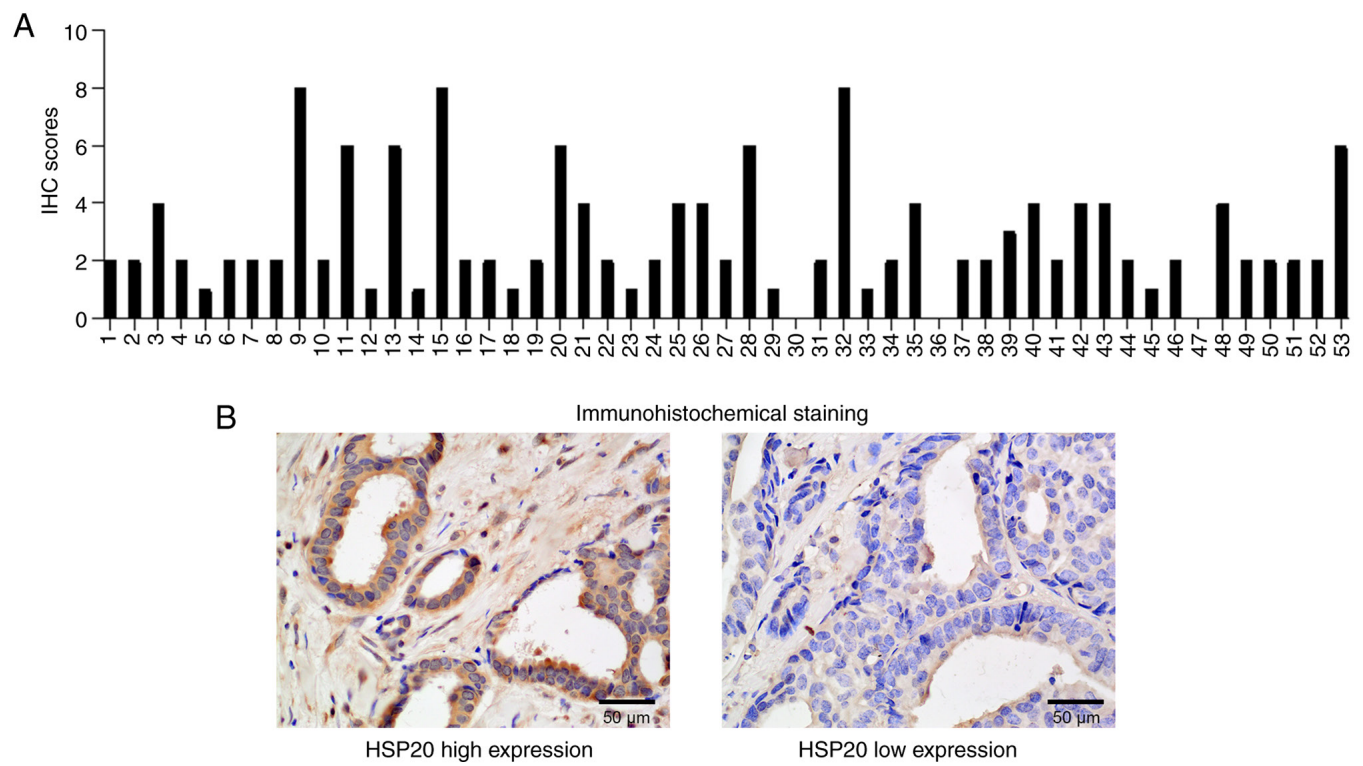 A
10
8
6
4
2
0
IHC scores
1 2 3 4 5 6 7 8 9 10 11 12 13 14 15 16 17 18 19 20 21 22 23 24 25 26 27 28 29 30 31 32 33 34 35 36 37 38 39 40 41 42 43 44 45 46 47 48 49 50 51 52 53
B
Immunohistochemical staining
50 µm
50 µm
HSP20 high expression
HSP20 low expression